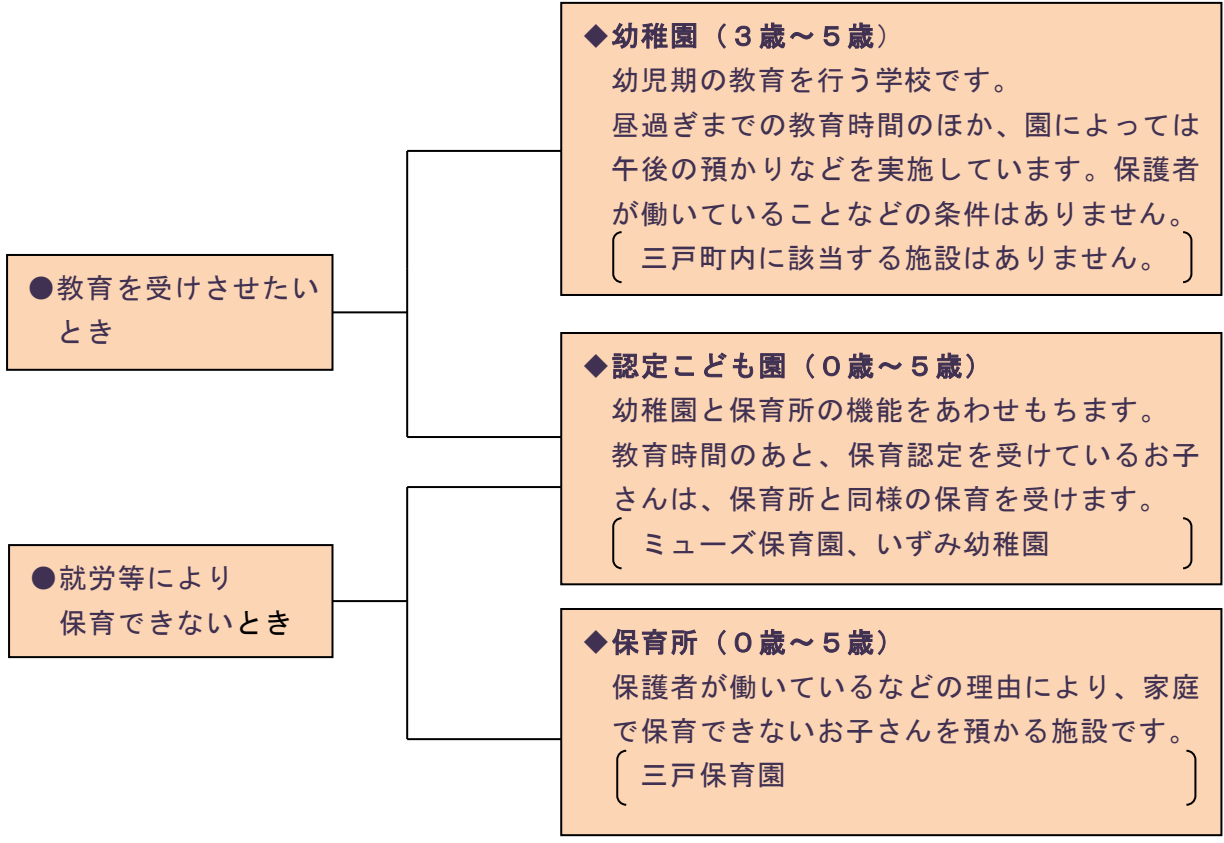 ●教育を受けさせたい
とき
●就労等により
保育できないとき
◆幼稚園（３歳～５歳）
幼児期の教育を行う学校です。
昼過ぎまでの教育時間のほか、園によっては
午後の預かりなどを実施しています。保護者
が働いていることなどの条件はありません。
三戸町内に該当する施設はありません。
◆認定こども園（０歳～５歳）
幼稚園と保育所の機能をあわせもちます。
教育時間のあと、保育認定を受けているお子
さんは、保育所と同様の保育を受けます。
ミューズ保育園、いずみ幼稚園
◆保育所（０歳～５歳）
保護者が働いているなどの理由により、家庭
で保育できないお子さんを預かる施設です。
三戸保育園